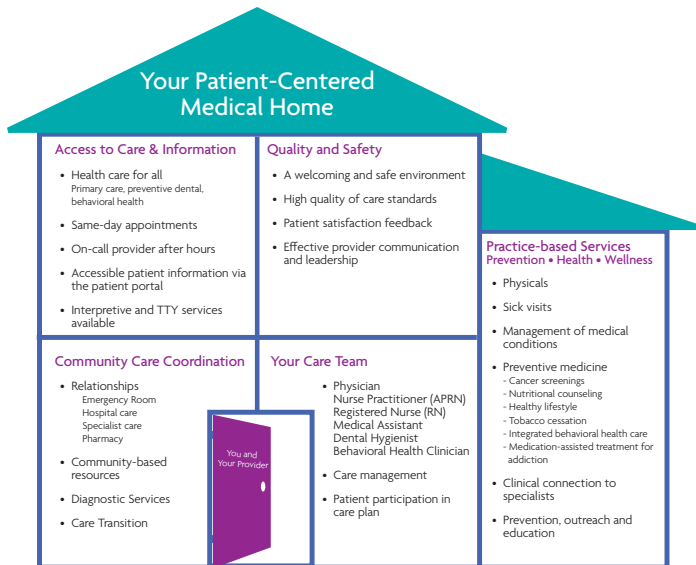 Your Patient-Centered
Medical Home
Access to Care & Information
• Health care for all
Primary care, preventive dental,
behavioral health
• Same-day appointments
• On-call provider after hours
• Accessible patient information via
the patient portal
• Interpretive and TTY services
available
Quality and Safety
• A welcoming and safe environment
• High quality of care standards
• Patient satisfaction feedback
• Effective provider communication
and leadership
Community Care Coordination
• Relationships
Emergency Room
Hospital care
Specialist care
Pharmacy
• Community-based
resources
• Diagnostic Services
• Care Transition
You and
Your Provider
Your Care Team
• Physician
Nurse Practitioner (APRN)
Registered Nurse (RN)
Medical Assistant
Dental Hygienist
Behavioral Health Clinician
• Care management
• Patient participation in
care plan
Practice-based Services
Prevention • Health • Wellness
• Physicals
• Sick visits
• Management of medical
conditions
• Preventive medicine
- Cancer screenings
- Nutritional counseling
- Healthy lifestyle
- Tobacco cessation
- Integrated behavioral health care
- Medication-assisted treatment for
addiction
• Clinical connection to
specialists
• Prevention, outreach and
education